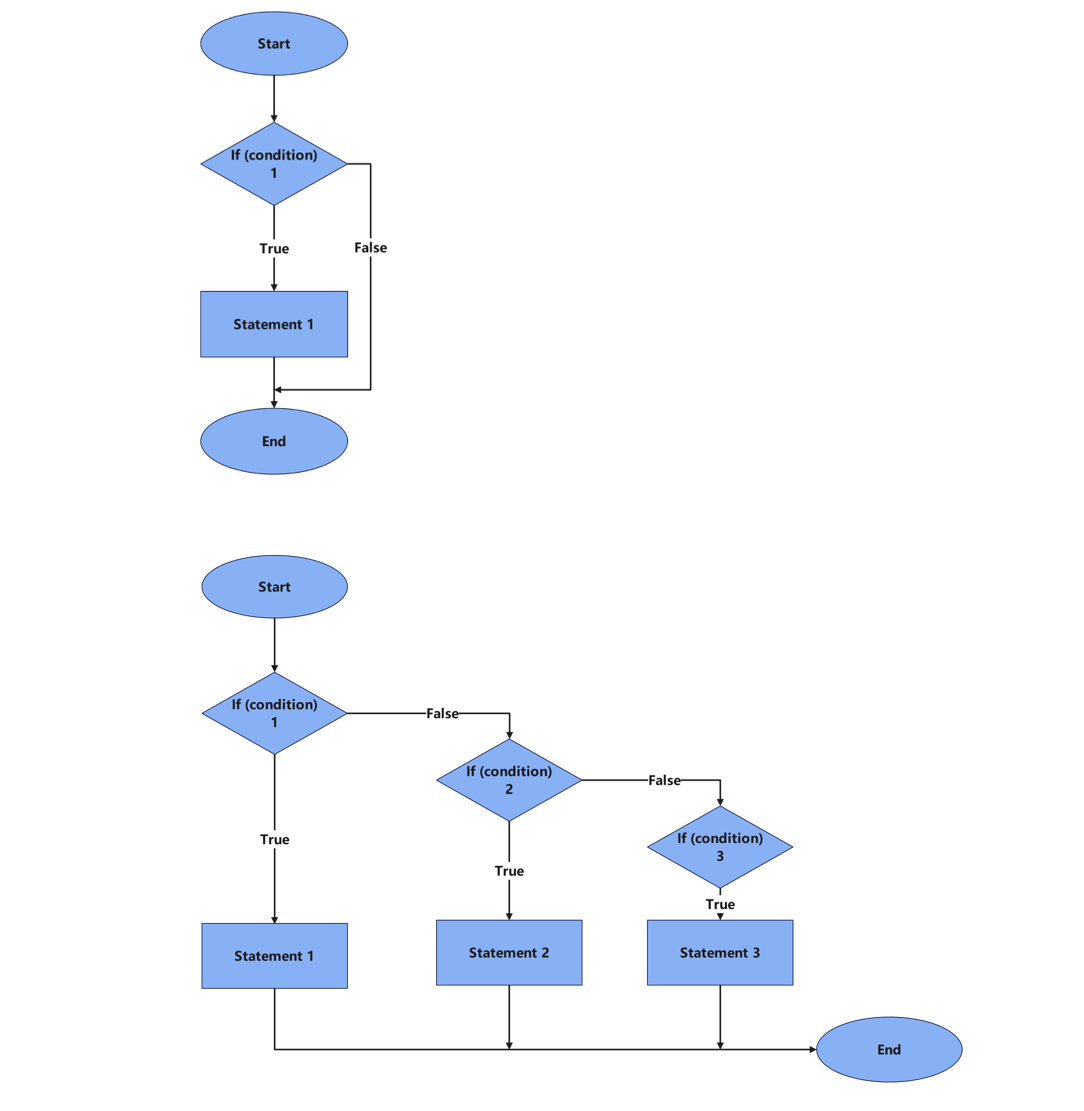 Start
If (condition)
1
True
False
Statement 1
End
Start
If (condition)
1
False
If (condition)
2
False
If (condition)
3
True
True
True
Statement 1
Statement 2
Statement 3
End